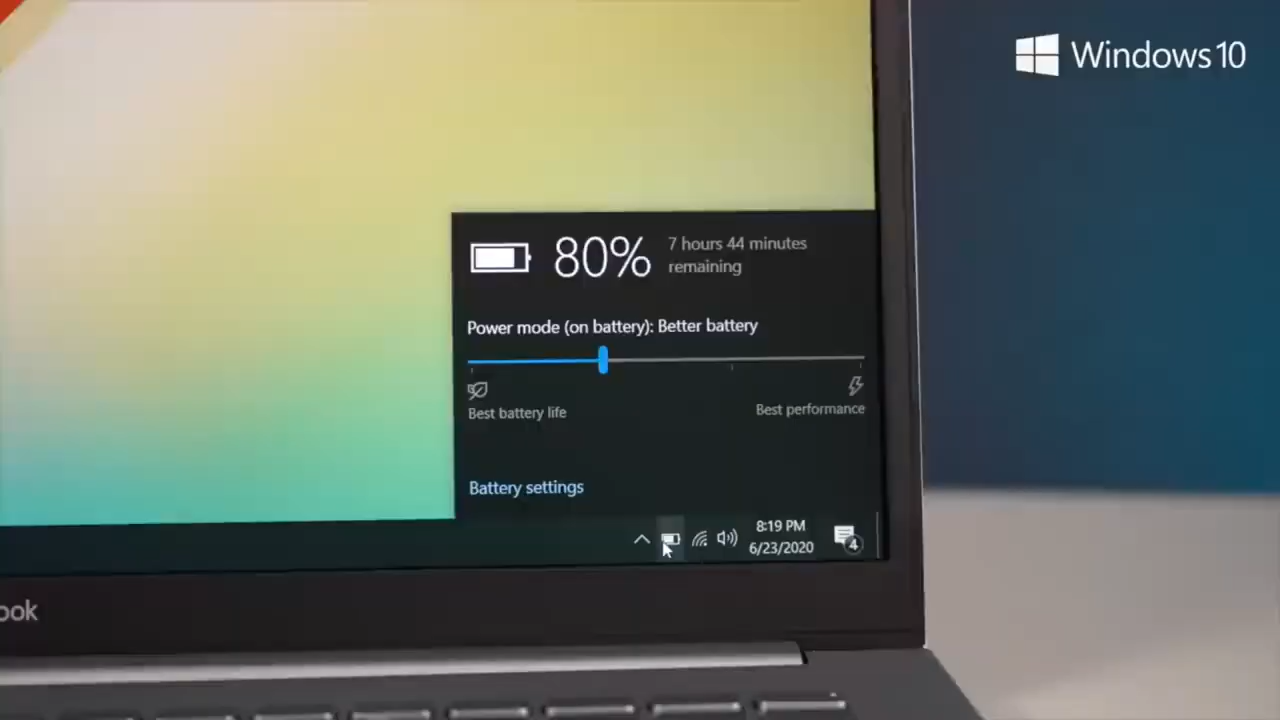 Windows 10
80%
7 hours 44 minutes
remaining
Power mode (on battery): Better battery
Best battery life
Best performance
Battery settings
8:19 PM
6/23/2020
4
ook